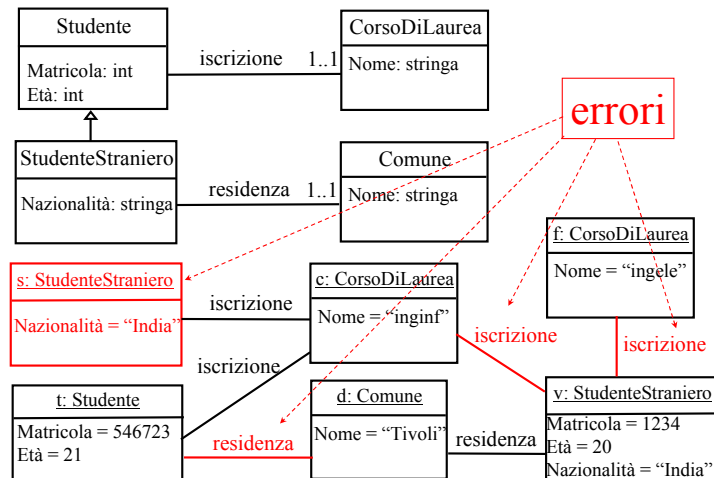 Studente
Matricola: int
Età: int
iscrizione
1..1
CorsoDiLaurea
Nome: stringa
errori
StudenteStraniero
Nazionalità: stringa
residenza
1..1
Comune
Nome: stringa
f: CorsoDiLaurea
Nome = “ingele”
s: StudenteStraniero
Nazionalità = “India”
iscrizione
c: CorsoDiLaurea
Nome = “inginf”
iscrizione
iscrizione
iscrizione
t: Studente
Matricola = 546723
Età = 21
residenza
d: Comune
Nome = “Tivoli”
residenza
v: StudenteStraniero
Matricola = 1234
Età = 20
Nazionalità = “India”